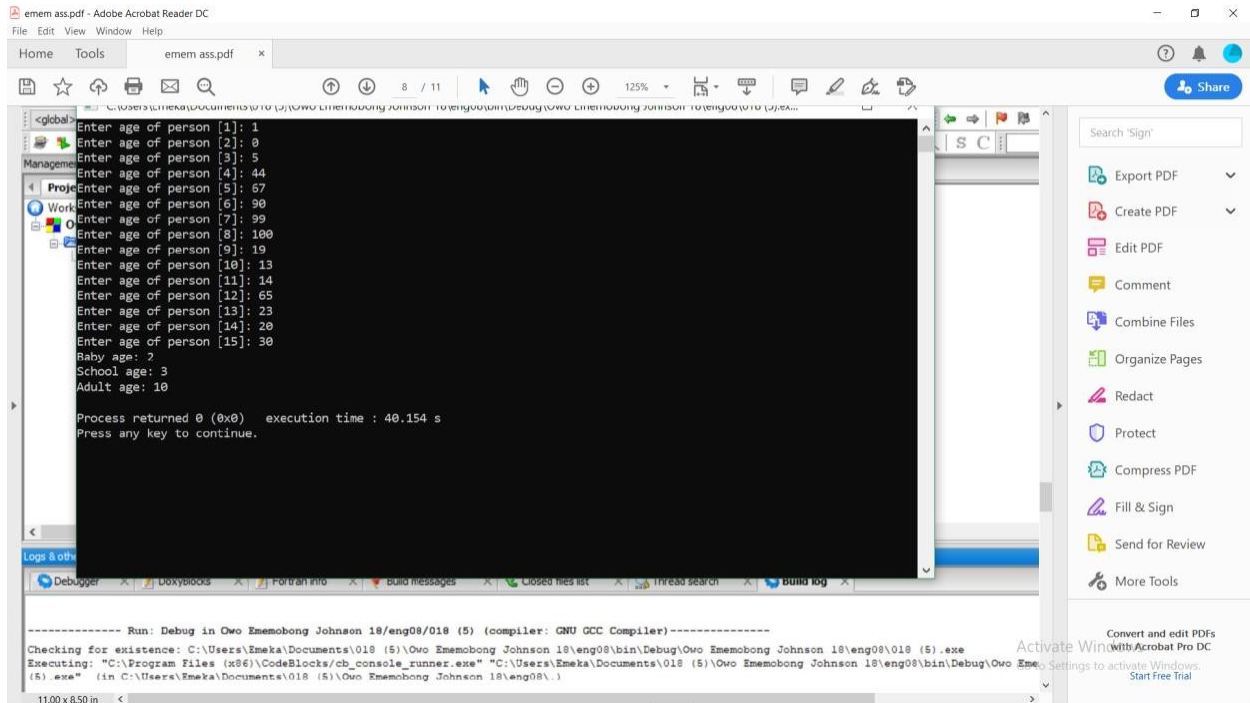 emem ass.pdf - Adobe Acrobat Reader DC
File Edit View Window Help
Home Tools emem ass.pdf ×
8 / 11 125% Share
<global>
S C
Search 'Sign'
Manageme
Proje
Work
O
Enter age of person [1]: 1
Enter age of person [2]: 0
Enter age of person [3]: 5
Enter age of person [4]: 44
Enter age of person [5]: 67
Enter age of person [6]: 90
Enter age of person [7]: 99
Enter age of person [8]: 100
Enter age of person [9]: 19
Enter age of person [10]: 13
Enter age of person [11]: 14
Enter age of person [12]: 65
Enter age of person [13]: 23
Enter age of person [14]: 20
Enter age of person [15]: 30
Baby age: 2
School age: 3
Adult age: 10
Process returned 0 (0x0) execution time : 40.154 s
Press any key to continue.
Export PDF
Create PDF
Edit PDF
Comment
Combine Files
Organize Pages
Redact
Protect
Compress PDF
Fill & Sign
Send for Review
More Tools
Logs & othe
Debugger DoxyBlocks Fortran info Build messages Closed files list Thread search Build log
-------------- Run: Debug in Owo Ememobong Johnson 18/eng08/018 (5) (compiler: GNU GCC Compiler)---------------
Checking for existence: C:\Users\Emeka\Documents\018 (5)\Owo Ememobong Johnson 18\eng08\bin\Debug\Owo Ememobong Johnson 18\eng08\018 (5).exe
Executing: "C:\Program Files (x86)\CodeBlocks/cb_console_runner.exe" "C:\Users\Emeka\Documents\018 (5)\Owo Ememobong Johnson 18\eng08\bin\Debug\Owo Eme
(5).exe" (in C:\Users\Emeka\Documents\018 (5)\Owo Ememobong Johnson 18\eng08\.)
Convert and edit PDFs
with Acrobat Pro DC
Start Free Trial
Activate Windows
Settings to activate Windows.
11.00 x 8.50 in